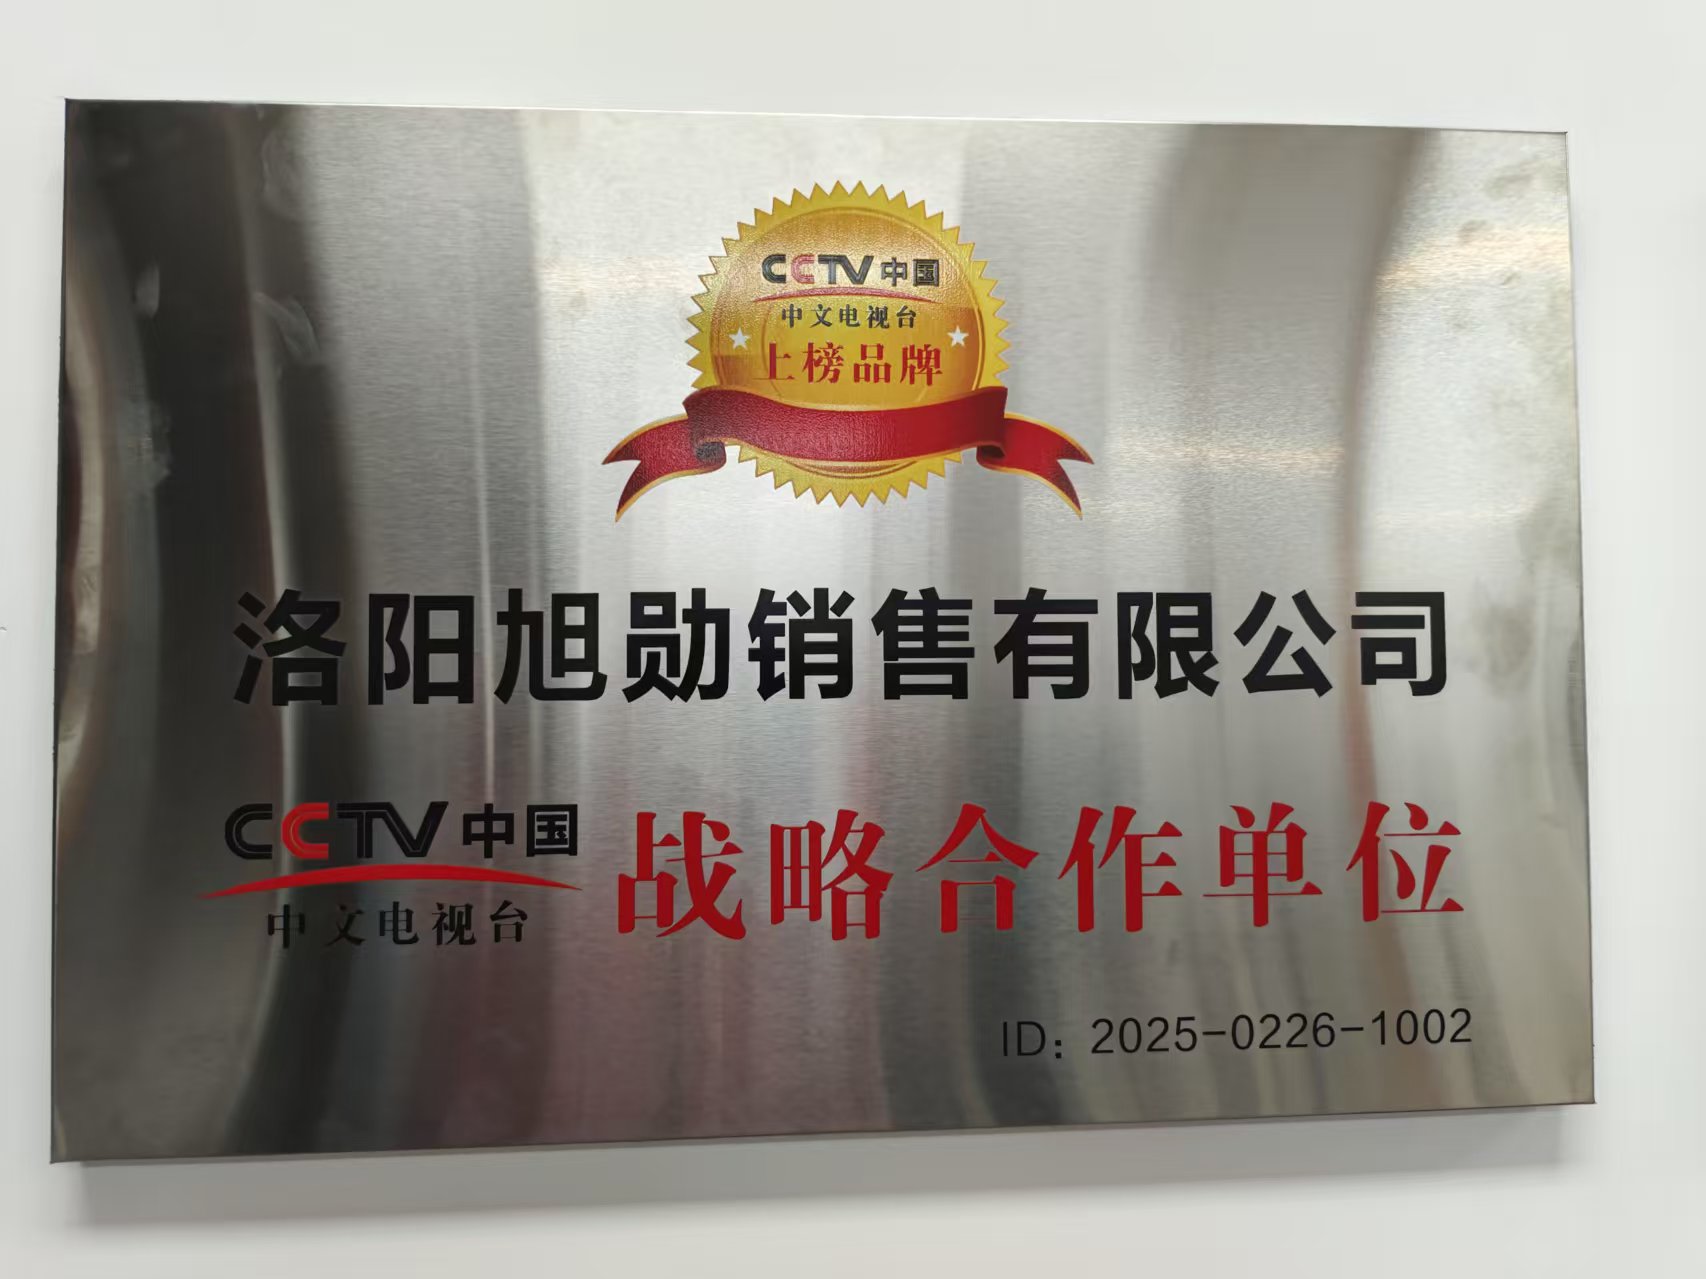 CCTV中国
中文电视台
上榜品牌
洛阳旭勋销售有限公司
CCTV中国
中文电视台
战略合作单位
ID：2025-0226-1002